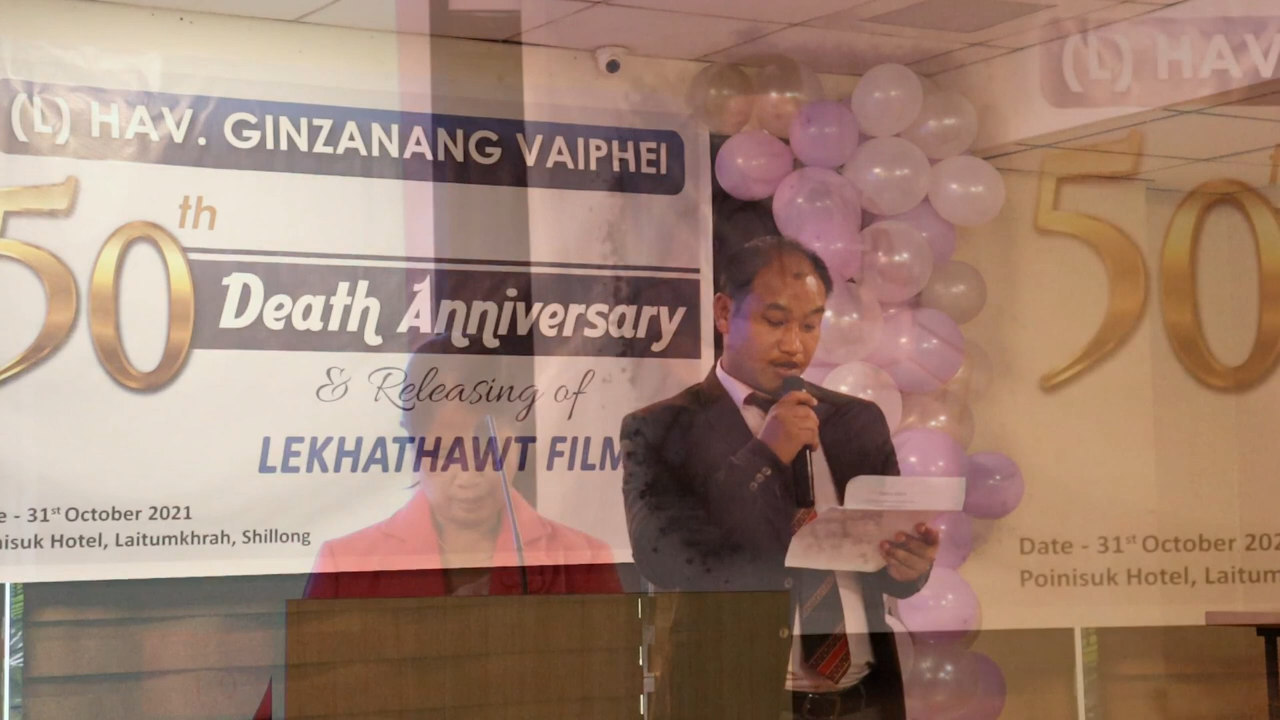 (L) HAV. GINZANANG VAIPHEI
50th
Death Anniversary
& Releasing of
LEKHATHAWT FILM
- 31st October 2021
Hotel, Laitumkhrah, Shillong
(L) HAV
50
Date - 31st October 202
Poinisuk Hotel, Laitum